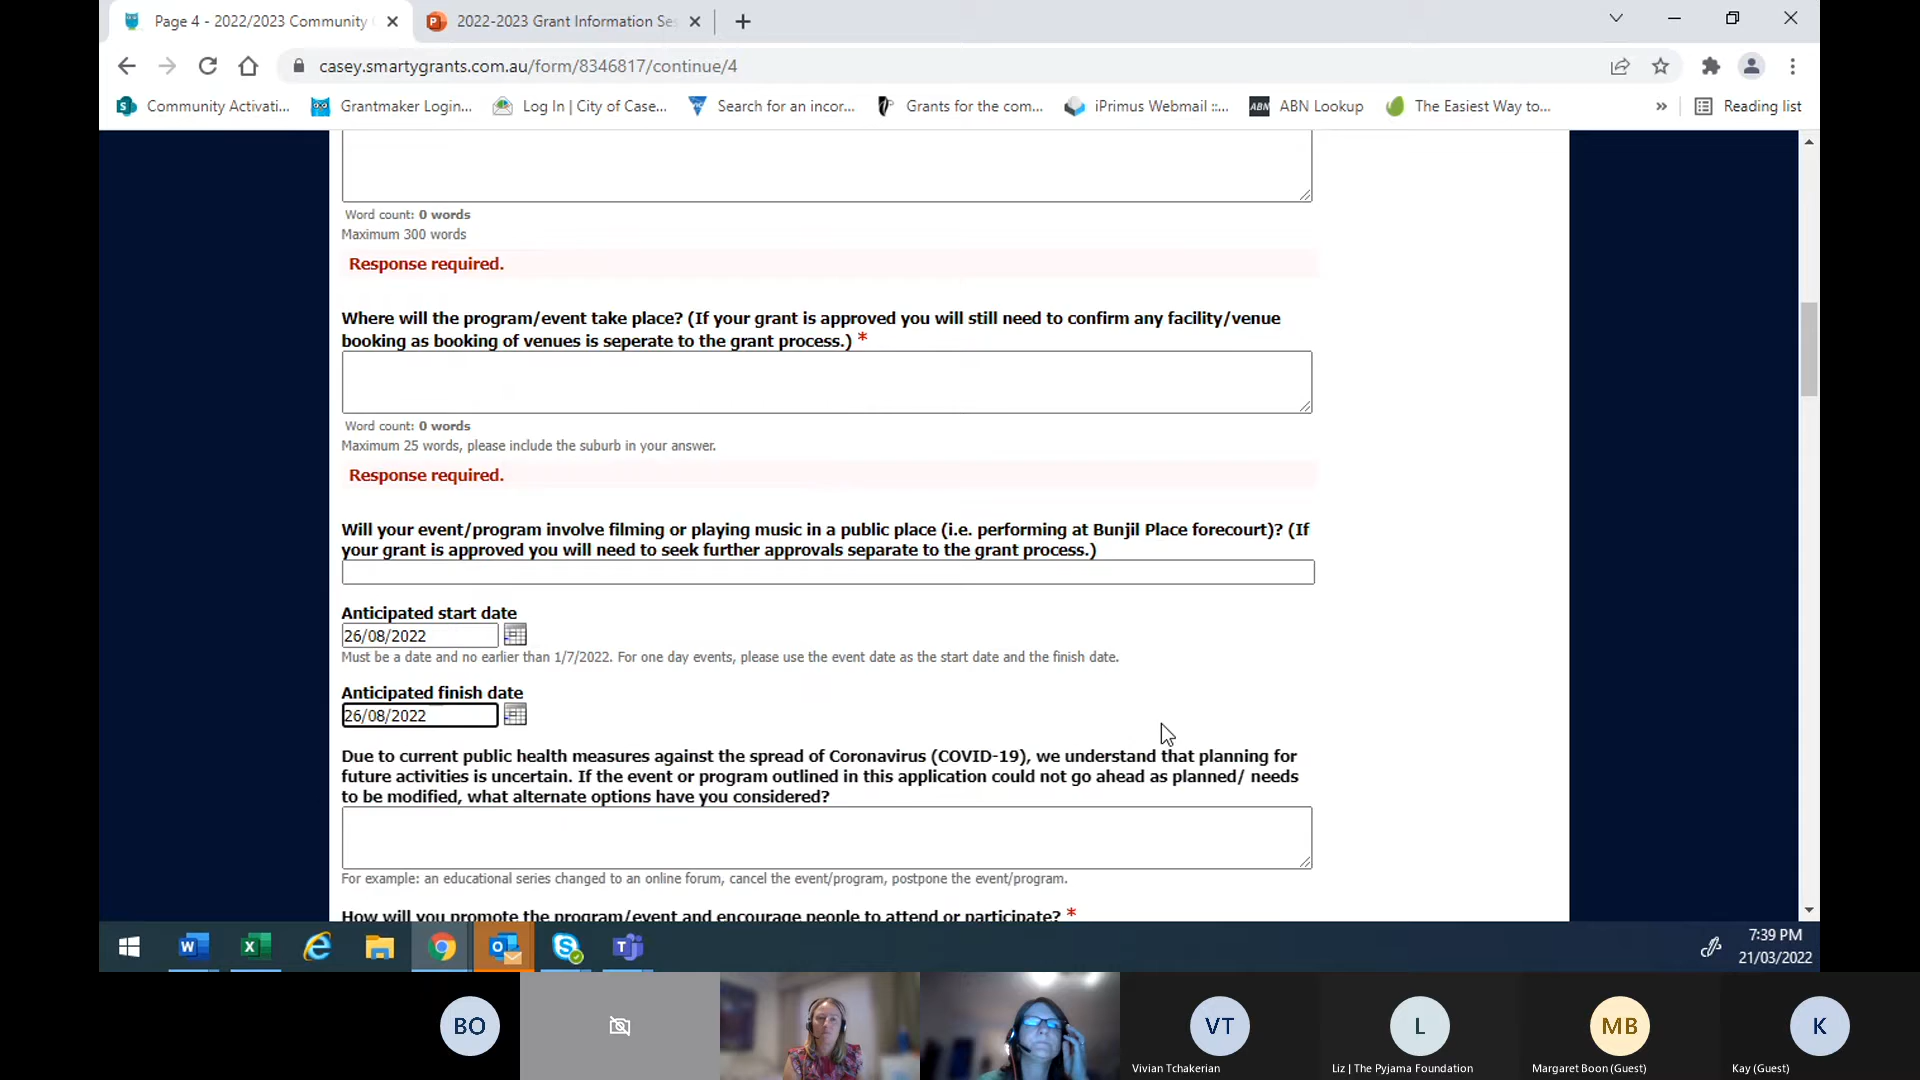 Page 4 - 2022/2023 Community
2022-2023 Grant Information Ses
casey.smartygrants.com.au/form/8346817/continue/4
Community Activati...
Grantmaker Login...
Log In | City of Case...
Search for an incor...
Grants for the com...
iPrimus Webmail ::...
ABN
ABN Lookup
The Easiest Way to...
»
Reading list
Word count: 0 words
Maximum 300 words
Response required.
Where will the program/event take place? (If your grant is approved you will still need to confirm any facility/venue
booking as booking of venues is seperate to the grant process.) *
Word count: 0 words
Maximum 25 words, please include the suburb in your answer.
Response required.
Will your event/program involve filming or playing music in a public place (i.e. performing at Bunjil Place forecourt)? (If
your grant is approved you will need to seek further approvals separate to the grant process.)
Anticipated start date
26/08/2022
Must be a date and no earlier than 1/7/2022. For one day events, please use the event date as the start date and the finish date.
Anticipated finish date
26/08/2022
Due to current public health measures against the spread of Coronavirus (COVID-19), we understand that planning for
future activities is uncertain. If the event or program outlined in this application could not go ahead as planned/ needs
to be modified, what alternate options have you considered?
For example: an educational series changed to an online forum, cancel the event/program, postpone the event/program.
How will you promote the program/event and encourage people to attend or participate? *
7:39 PM
21/03/2022
BO
VT
L
MB
K
Vivian Tchakerian
Liz | The Pyjama Foundation
Margaret Boon (Guest)
Kay (Guest)